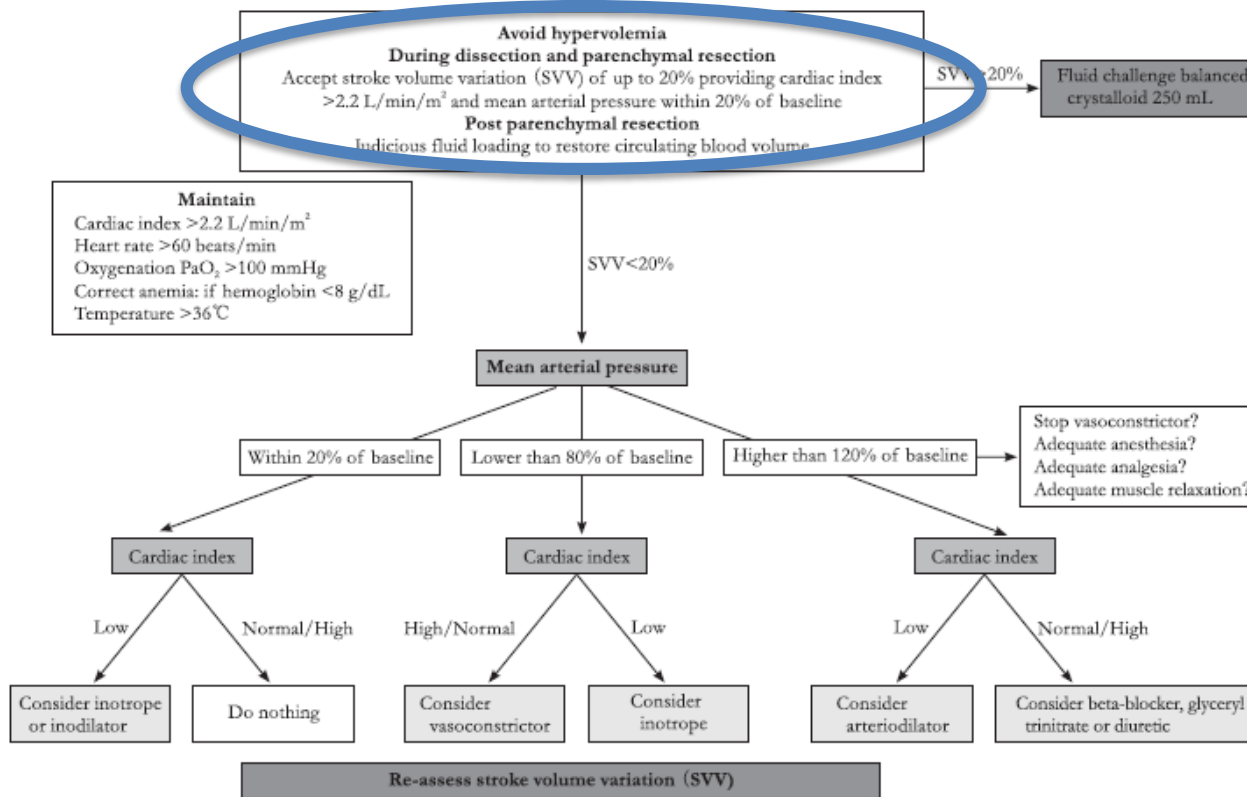 Avoid hypervolemia
During dissection and parenchymal resection
Accept stroke volume variation (SVV) of up to 20% providing cardiac index
>2.2 L/min/m² and mean arterial pressure within 20% of baseline
Post parenchymal resection
Judicious fluid loading to restore circulating blood volume
SVV>20%
Fluid challenge balanced
crystalloid 250 mL
Maintain
Cardiac index >2.2 L/min/m²
Heart rate >60 beats/min
Oxygenation PaO₂ >100 mmHg
Correct anemia: if hemoglobin <8 g/dL
Temperature >36℃
SVV<20%
Mean arterial pressure
Within 20% of baseline
Lower than 80% of baseline
Higher than 120% of baseline
Stop vasoconstrictor?
Adequate anesthesia?
Adequate analgesia?
Adequate muscle relaxation?
Cardiac index
Cardiac index
Cardiac index
Low
Normal/High
High/Normal
Low
Low
Normal/High
Consider inotrope
or inodilator
Do nothing
Consider
vasoconstrictor
Consider
inotrope
Consider
arteriodilator
Consider beta-blocker, glyceryl
trinitrate or diuretic
Re-assess stroke volume variation (SVV)